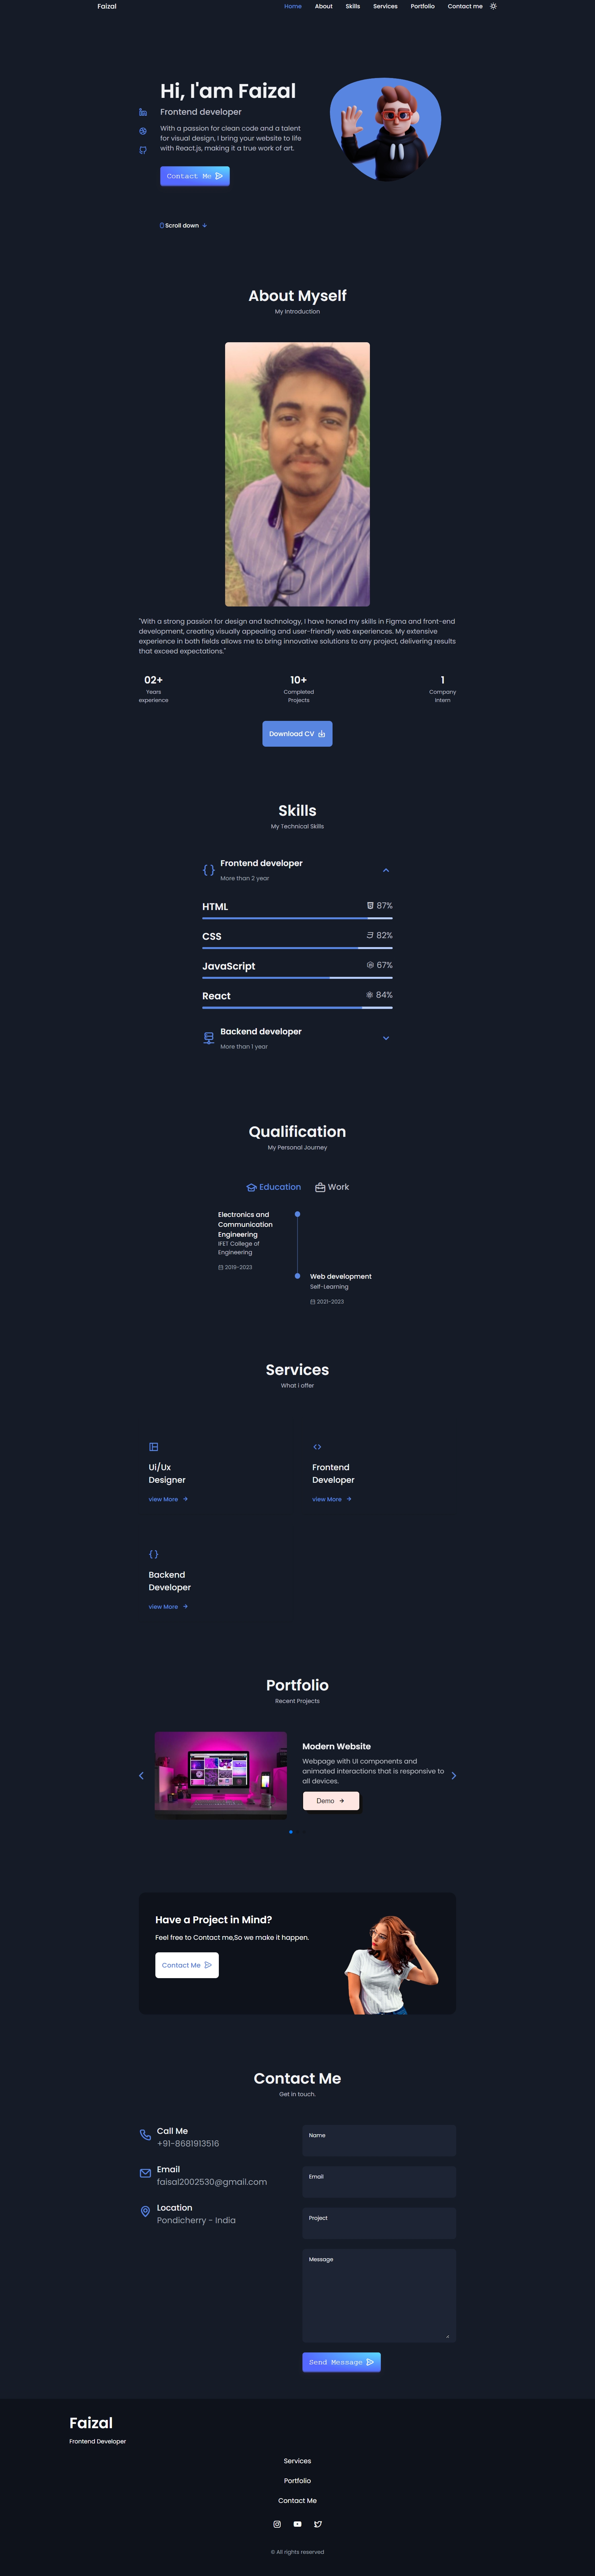 Faizal
Home About Skills Services Portfolio Contact me
Hi, I'am Faizal
Frontend developer
With a passion for clean code and a talent
for visual design, I bring your website to life
with React.js, making it a true work of art.
Contact Me
Scroll down
About Myself
My Introduction
"With a strong passion for design and technology, I have honed my skills in Figma and front-end
development, creating visually appealing and user-friendly web experiences. My extensive
experience in both fields allows me to bring innovative solutions to any project, delivering results
that exceed expectations."
02+
Years
experience
10+
Completed
Projects
1
Company
Intern
Download CV
Skills
My Technical Skills
Frontend developer
More than 2 year
HTML 87%
CSS 82%
JavaScript 67%
React 84%
Backend developer
More than 1 year
Qualification
My Personal Journey
Education Work
Electronics and
Communication
Engineering
IFET College of
Engineering
2019-2023
Web development
Self-Learning
2021-2023
Services
What i offer
Ui/Ux
Designer
view More
Frontend
Developer
view More
Backend
Developer
view More
Portfolio
Recent Projects
Modern Website
Webpage with UI components and
animated interactions that is responsive to
all devices.
Demo
Have a Project in Mind?
Feel free to Contact me,So we make it happen.
Contact Me
Contact Me
Get in touch.
Call Me
+91-8681913516
Email
faisal2002530@gmail.com
Location
Pondicherry - India
Name
Email
Project
Message
Send Message
Faizal
Frontend Developer
Services
Portfolio
Contact Me
© All rights reserved